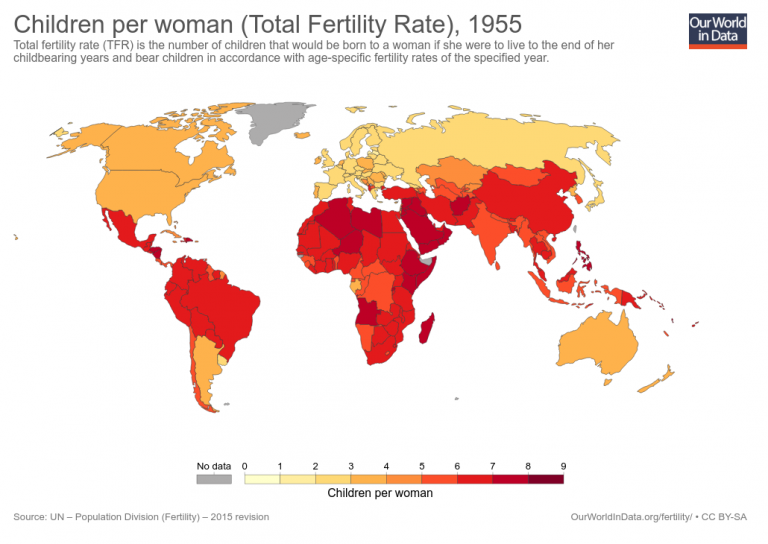 Children per woman (Total Fertility Rate), 1955
Our World
in Data
Total fertility rate (TFR) is the number of children that would be born to a woman if she were to live to the end of her
childbearing years and bear children in accordance with age-specific fertility rates of the specified year.
No data 0 1 2 3 4 5 6 7 8 9
Children per woman
Source: UN – Population Division (Fertility) – 2015 revision
OurWorldInData.org/fertility/ • CC BY-SA